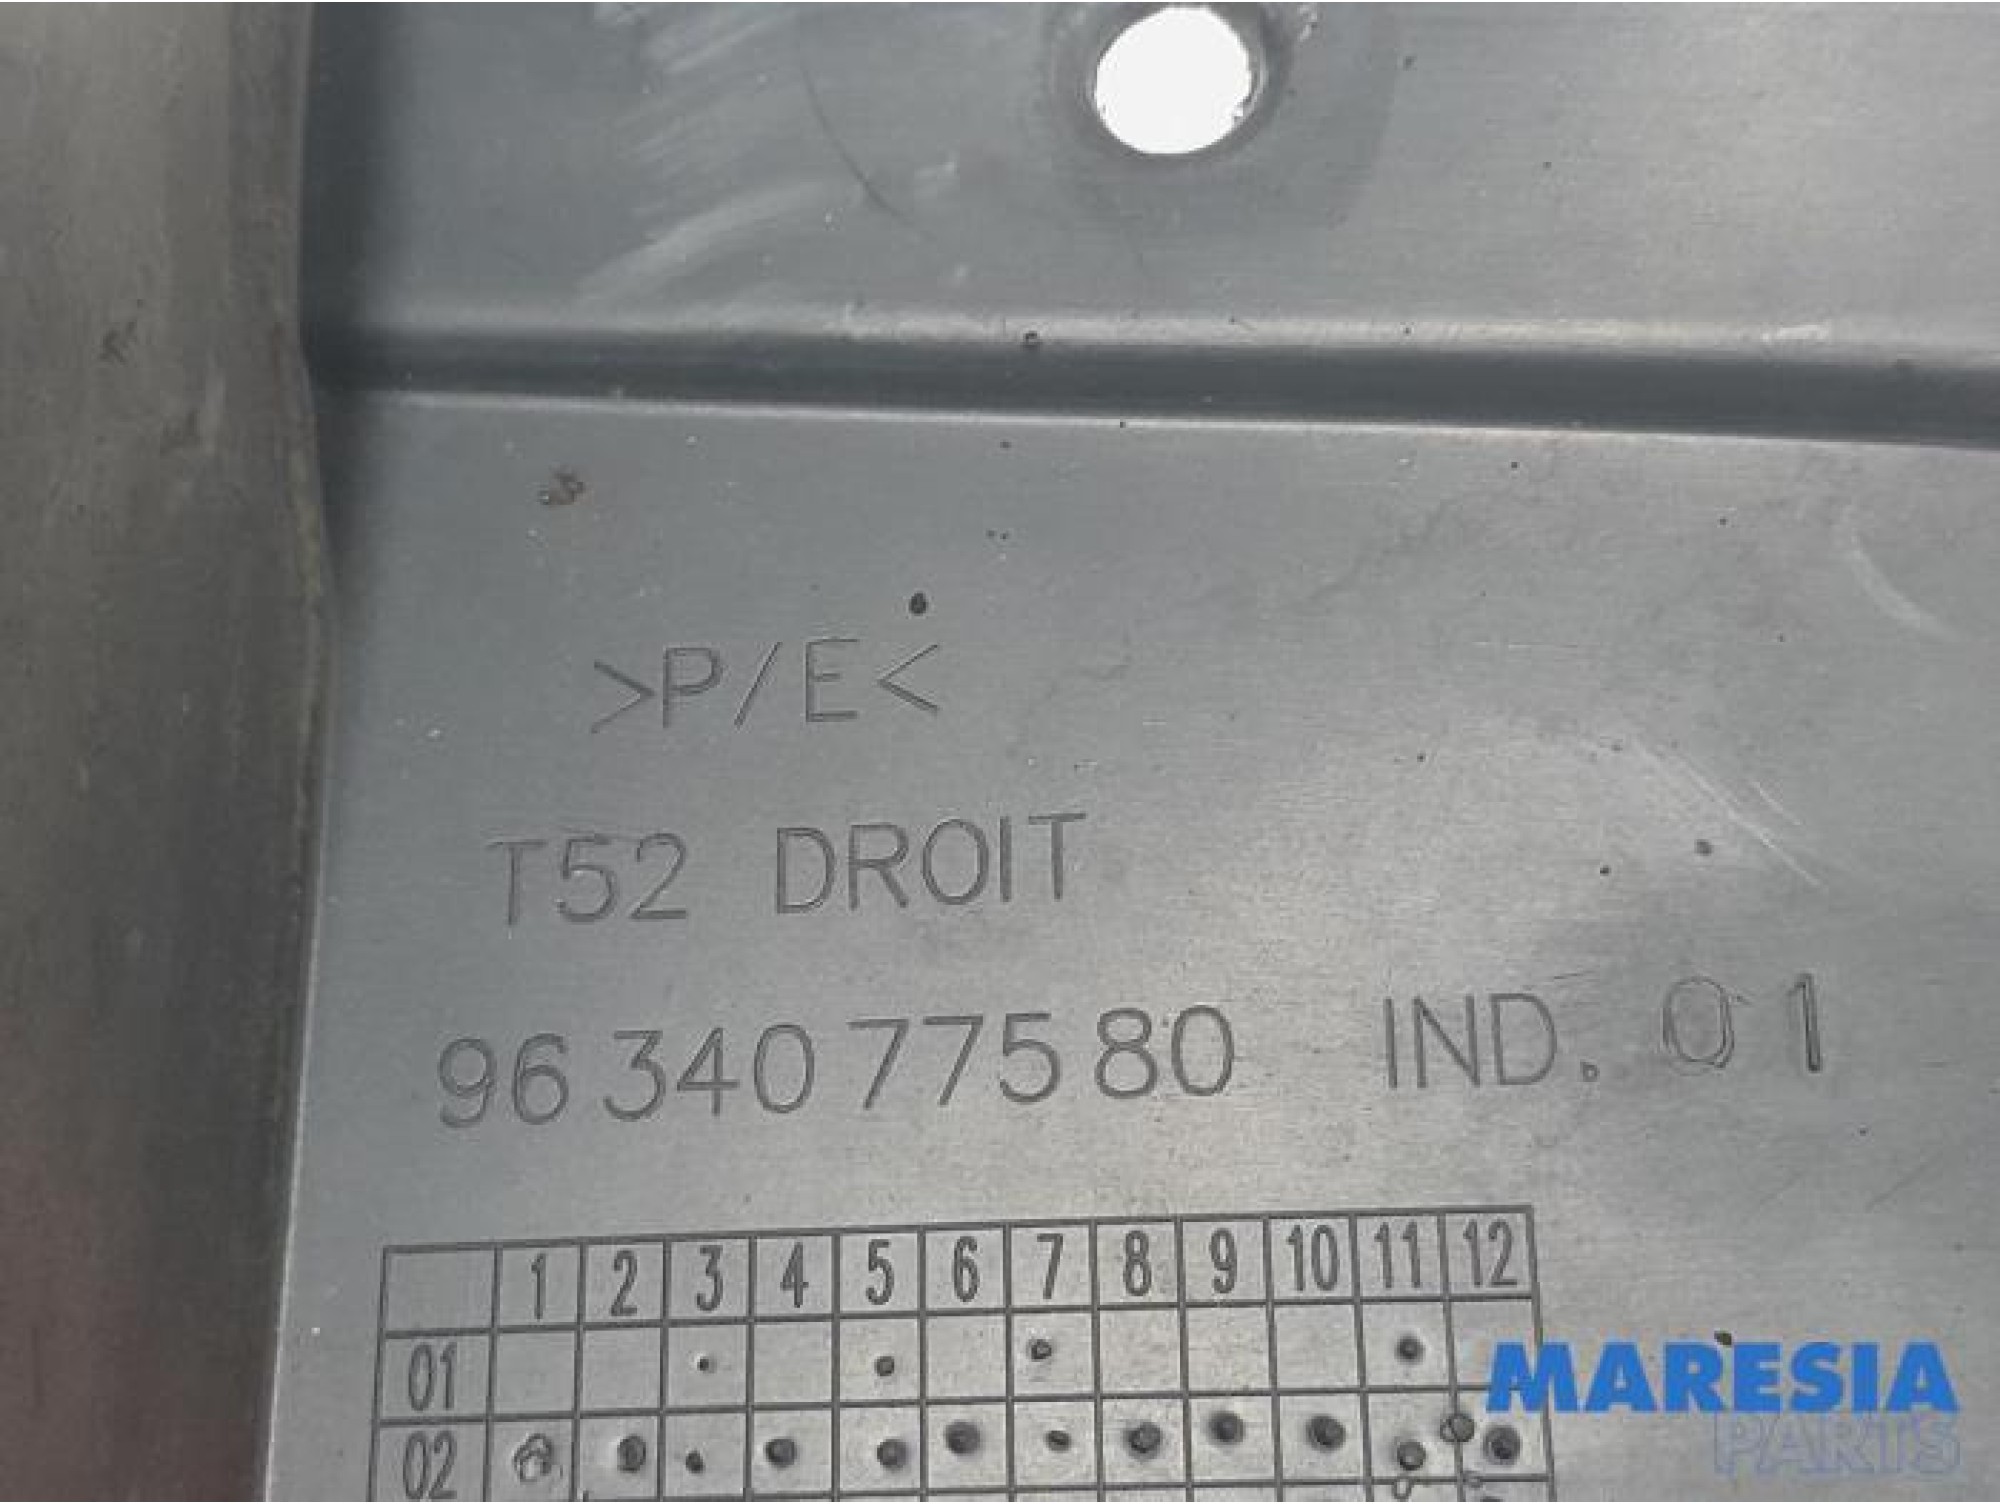 >P/E<
T52 DROIT
9634077580 IND. 01
1 2 3 4 5 6 7 8 9 10 11 12
01
02
MARESIA
PARTS